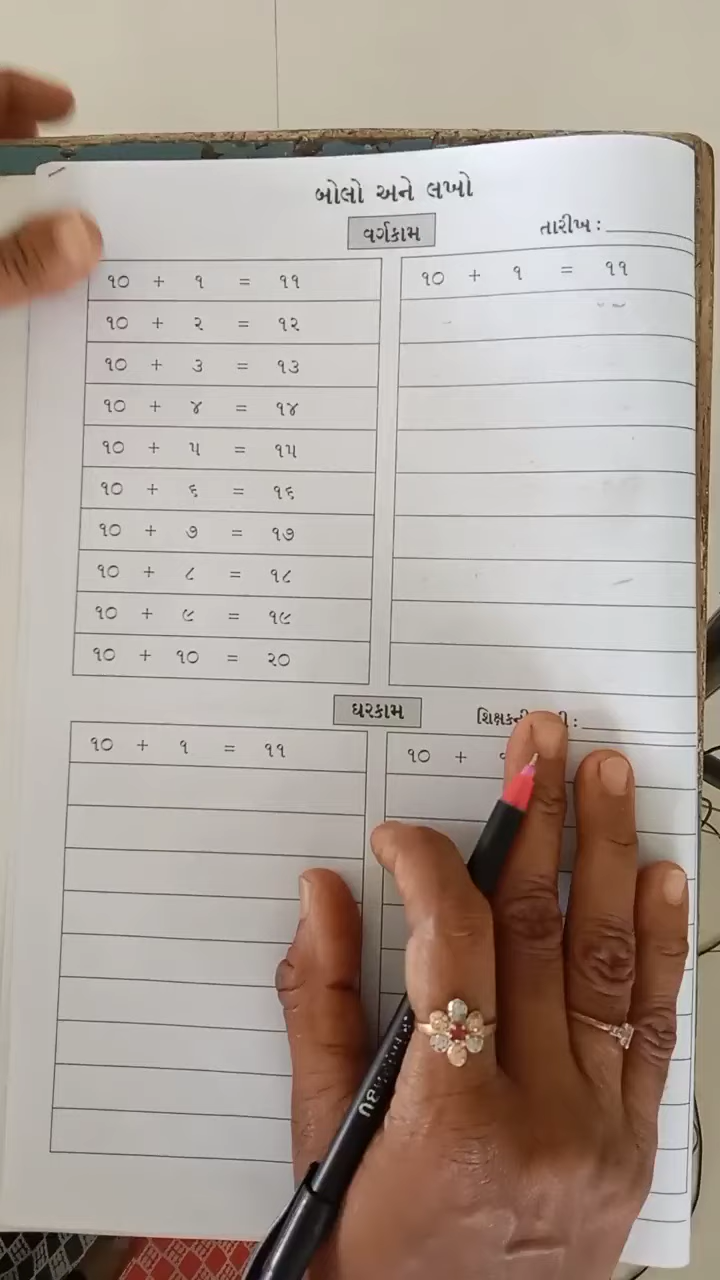 બોલો અને લખો
વર્ગકામ
તારીખ :
૧૦ + ૧ = ૧૧
૧૦ + ૨ = ૧૨
૧૦ + ૩ = ૧૩
૧૦ + ૪ = ૧૪
૧૦ + ૫ = ૧૫
૧૦ + ૬ = ૧૬
૧૦ + ૭ = ૧૭
૧૦ + ૮ = ૧૮
૧૦ + ૯ = ૧૯
૧૦ + ૧૦ = ૨૦
૧૦ + ૧ = ૧૧
ઘરકામ
૧૦ + ૧ = ૧૧
૧૦ +